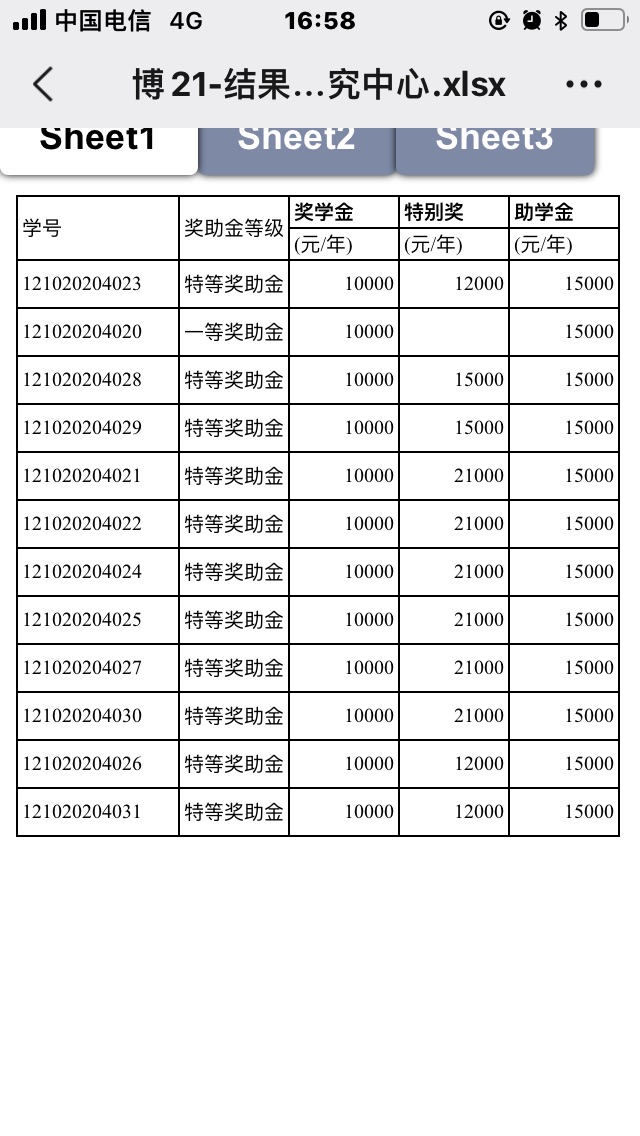 中国电信 4G 16:58
博21-结果...究中心.xlsx
Sheet1 Sheet2 Sheet3
学号 奖助金等级 奖学金 特别奖 助学金
(元/年) (元/年) (元/年)
121020204023 特等奖助金 10000 12000 15000
121020204020 一等奖助金 10000 15000
121020204028 特等奖助金 10000 15000 15000
121020204029 特等奖助金 10000 15000 15000
121020204021 特等奖助金 10000 21000 15000
121020204022 特等奖助金 10000 21000 15000
121020204024 特等奖助金 10000 21000 15000
121020204025 特等奖助金 10000 21000 15000
121020204027 特等奖助金 10000 21000 15000
121020204030 特等奖助金 10000 21000 15000
121020204026 特等奖助金 10000 12000 15000
121020204031 特等奖助金 10000 12000 15000